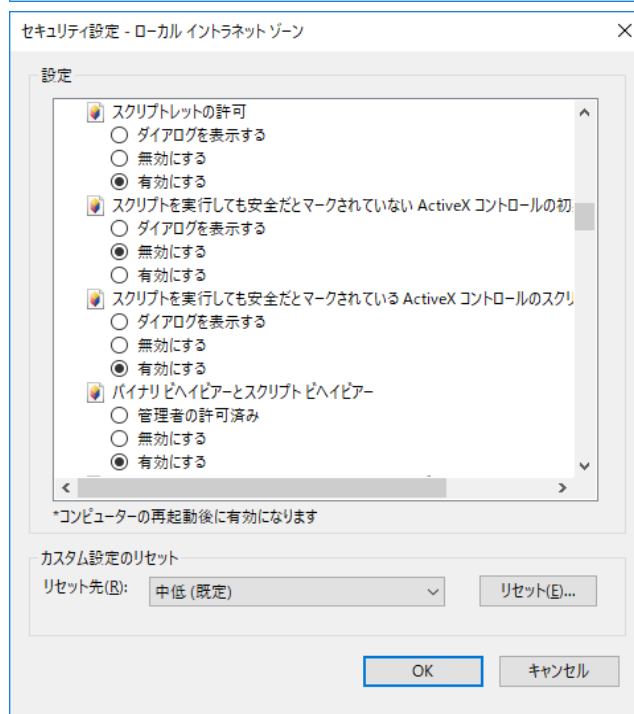 セキュリティ設定 - ローカル イントラネット ゾーン
設定
スクリプトレットの許可
ダイアログを表示する
無効にする
有効にする
スクリプトを実行しても安全だとマークされていない ActiveX コントロールの初
ダイアログを表示する
無効にする
有効にする
スクリプトを実行しても安全だとマークされている ActiveX コントロールのスクリ
ダイアログを表示する
無効にする
有効にする
バイナリ ビヘイビアーとスクリプト ビヘイビアー
管理者の許可済み
無効にする
有効にする
*コンピューターの再起動後に有効になります
カスタム設定のリセット
リセット先(R): 中低 (既定) リセット(E)...
OK キャンセル